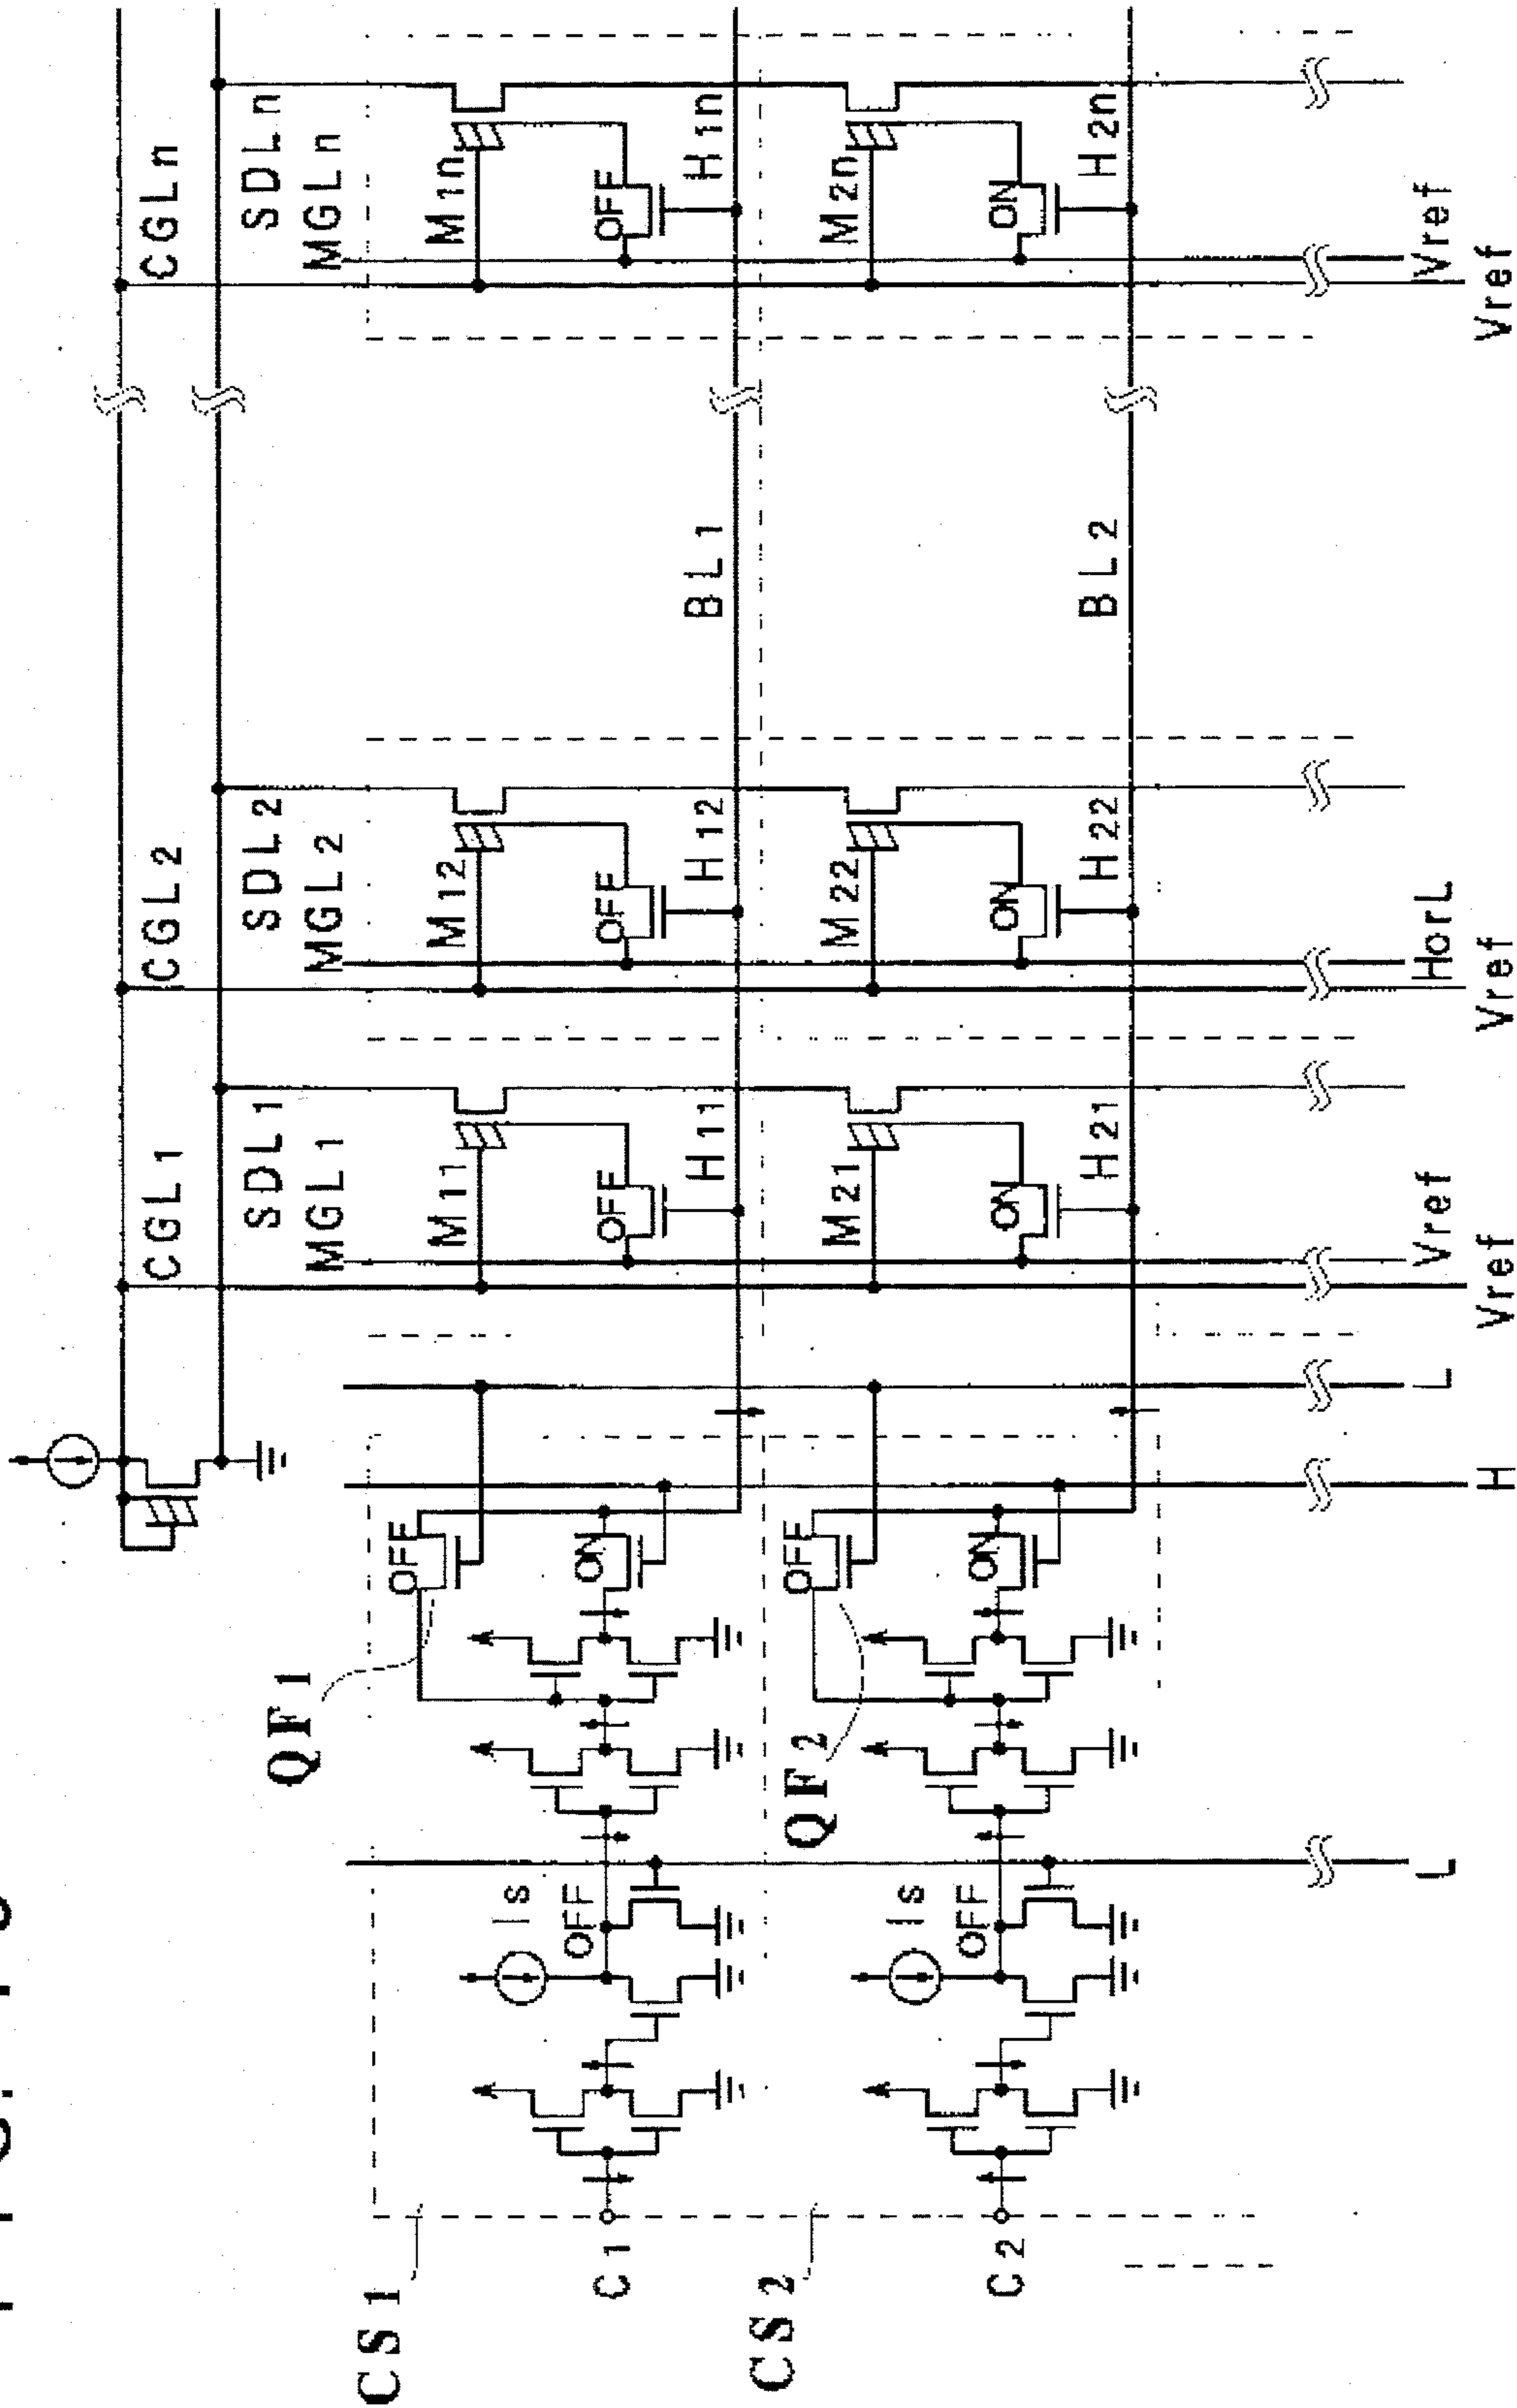 CS1
C1
Is
OFF
QF1
OFF
ON
CGL1
SDL1
MGL1
M11
OFF
H11
CGL2
SDL2
MGL2
M12
OFF
H12
BL1
CGLn
SDLn
MGLn
M1n
OFF
H1n
CS2
C2
Is
OFF
QF2
OFF
ON
M21
ON
H21
M22
ON
H22
BL2
M2n
ON
H2n
L
H
L
Vref
Vref
HorL
Vref
Vref
Vref